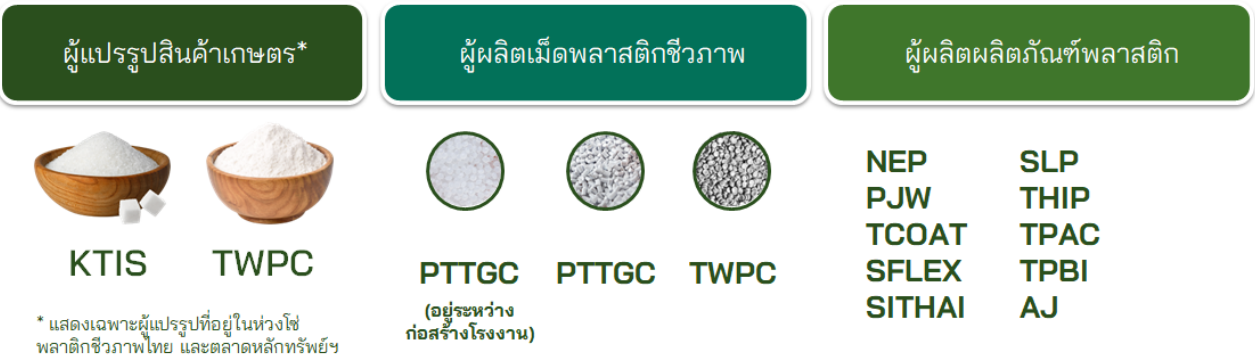 ผู้แปรรูปสินค้าเกษตร*
KTIS
TWPC
* แสดงเฉพาะผู้แปรรูปที่อยู่ในห่วงโซ่
พลาติกชีวภาพไทย และตลาดหลักทรัพย์ฯ
ผู้ผลิตเม็ดพลาสติกชีวภาพ
PTTGC
(อยู่ระหว่าง
ก่อสร้างโรงงาน)
PTTGC
TWPC
ผู้ผลิตผลิตภัณฑ์พลาสติก
NEP
PJW
TCOAT
SFLEX
SITHAI
SLP
THIP
TPAC
TPBI
AJ